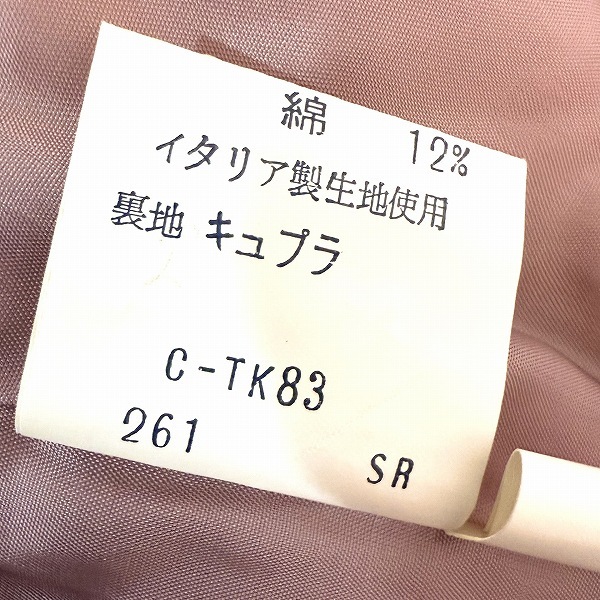 綿 12%
イタリア製生地使用
裏地 キュプラ
C-TK83
261 SR